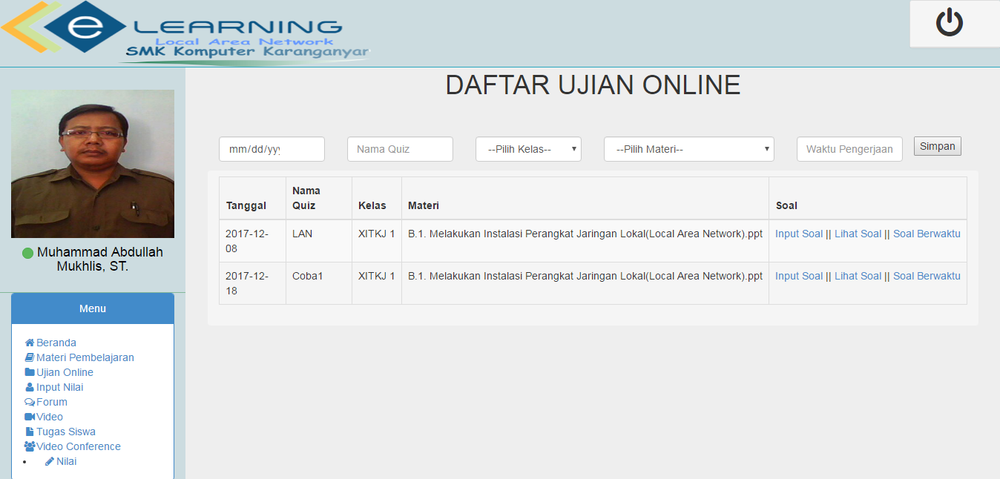 e LEARNING
Local Area Network
SMK Komputer Karanganyar
DAFTAR UJIAN ONLINE
mm/dd/yyy
Nama Quiz
--Pilih Kelas--
--Pilih Materi--
Waktu Pengerjaan
Simpan
Tanggal
Nama
Quiz
Kelas
Materi
Soal
2017-12-
08
LAN
XITKJ 1
B.1. Melakukan Instalasi Perangkat Jaringan Lokal(Local Area Network).ppt
Input Soal || Lihat Soal || Soal Berwaktu
2017-12-
18
Coba1
XITKJ 1
B.1. Melakukan Instalasi Perangkat Jaringan Lokal(Local Area Network).ppt
Input Soal || Lihat Soal || Soal Berwaktu
Muhammad Abdullah
Mukhlis, ST.
Menu
Beranda
Materi Pembelajaran
Ujian Online
Input Nilai
Forum
Video
Tugas Siswa
Video Conference
Nilai